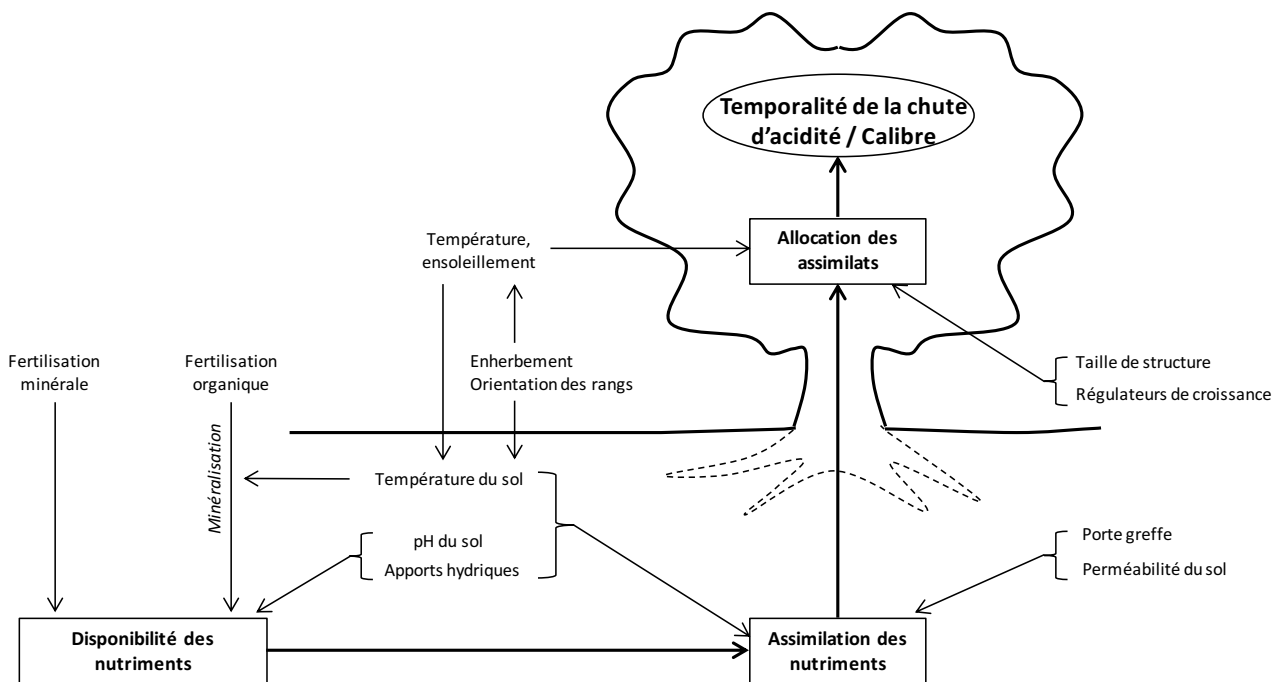 Temporalité de la chute
d'acidité / Calibre
Température,
ensoleillement
Allocation des
assimilats
Fertilisation
minérale
Fertilisation
organique
Enherbement
Orientation des rangs
Taille de structure
Régulateurs de croissance
Minéralisation
Température du sol
pH du sol
Apports hydriques
Porte greffe
Perméabilité du sol
Disponibilité des
nutriments
Assimilation des
nutriments